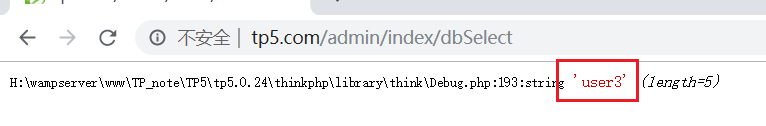 不安全 | tp5.com/admin/index/dbSelect
H:\wampserver\www\TP_note\TP5\tp5.0.24\thinkphp\library\think\Debug.php:193:string 'user3' (length=5)